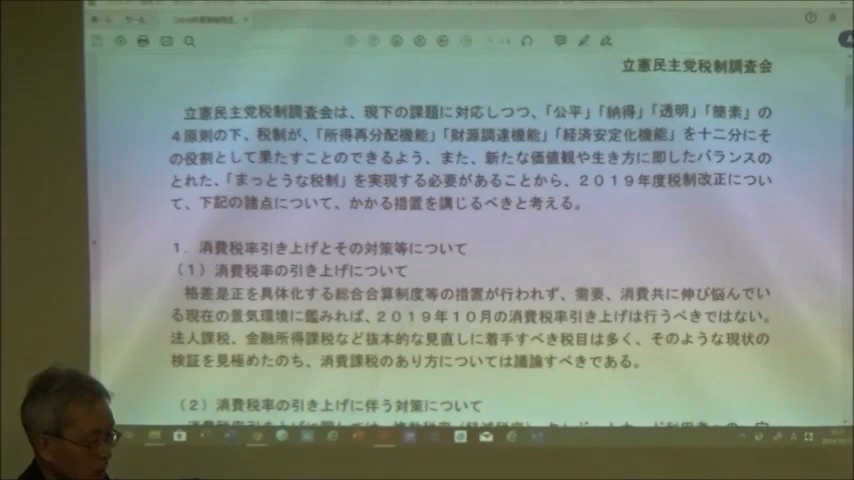 ホーム ツール
立憲民主党税制調査会
立憲民主党税制調査会は、現下の課題に対応しつつ、「公平」「納得」「透明」「簡素」の
4原則の下、税制が、「所得再分配機能」「財源調達機能」「経済安定化機能」を十二分にそ
の役割として果たすことのできるよう、また、新たな価値観や生き方に即したバランスの
とれた、「まっとうな税制」を実現する必要があることから、2019年度税制改正につい
て、下記の諸点について、かかる措置を講じるべきと考える。
1．消費税率引き上げとその対策等について
（1）消費税率の引き上げについて
格差是正を具体化する総合合算制度等の措置が行われず、需要、消費共に伸び悩んでい
る現在の景気環境に鑑みれば、2019年10月の消費税率引き上げは行うべきではない。
法人課税、金融所得課税など抜本的な見直しに着手すべき税目は多く、そのような現状の
検証を見極めたのち、消費課税のあり方については議論すべきである。
（2）消費税率の引き上げに伴う対策について